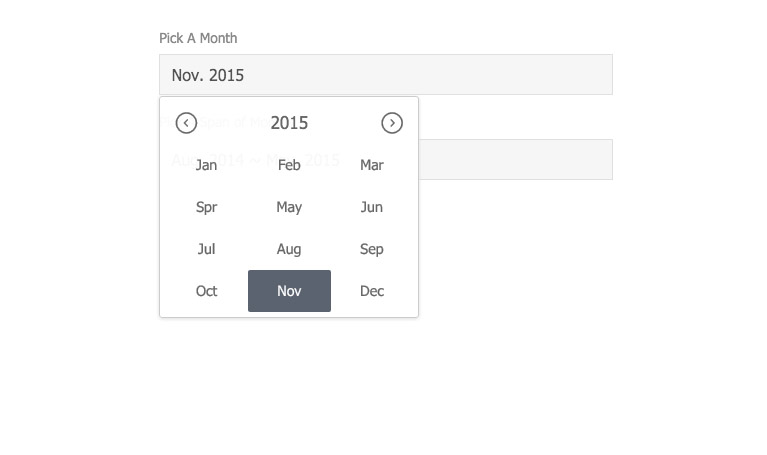 Pick A Month
Nov. 2015
2015
Jan Feb Mar
Spr May Jun
Jul Aug Sep
Oct Nov Dec